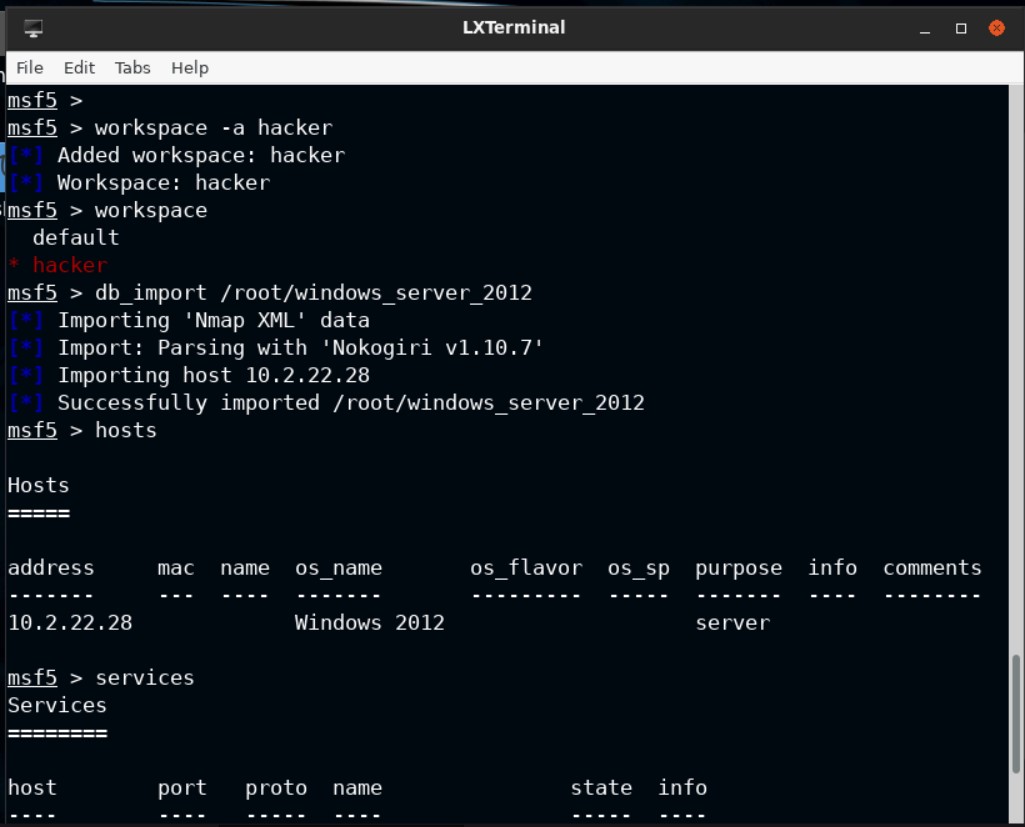 LXTerminal
File Edit Tabs Help
msf5 >
msf5 > workspace -a hacker
[*] Added workspace: hacker
[*] Workspace: hacker
msf5 > workspace
  default
* hacker
msf5 > db_import /root/windows_server_2012
[*] Importing 'Nmap XML' data
[*] Import: Parsing with 'Nokogiri v1.10.7'
[*] Importing host 10.2.22.28
[*] Successfully imported /root/windows_server_2012
msf5 > hosts
Hosts
=====
address     mac  name  os_name       os_flavor  os_sp  purpose  info  comments
-------     ---  ----  -------       ---------  -----  -------  ----  --------
10.2.22.28             Windows 2012                    server
msf5 > services
Services
========
host        port   proto  name               state  info
----        ----   -----  ----               -----  ----